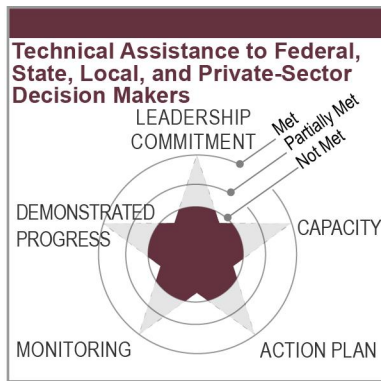 Technical Assistance to Federal,
State, Local, and Private-Sector
Decision Makers
LEADERSHIP
COMMITMENT
Met
Partially Met
Not Met
DEMONSTRATED
PROGRESS
CAPACITY
MONITORING
ACTION PLAN